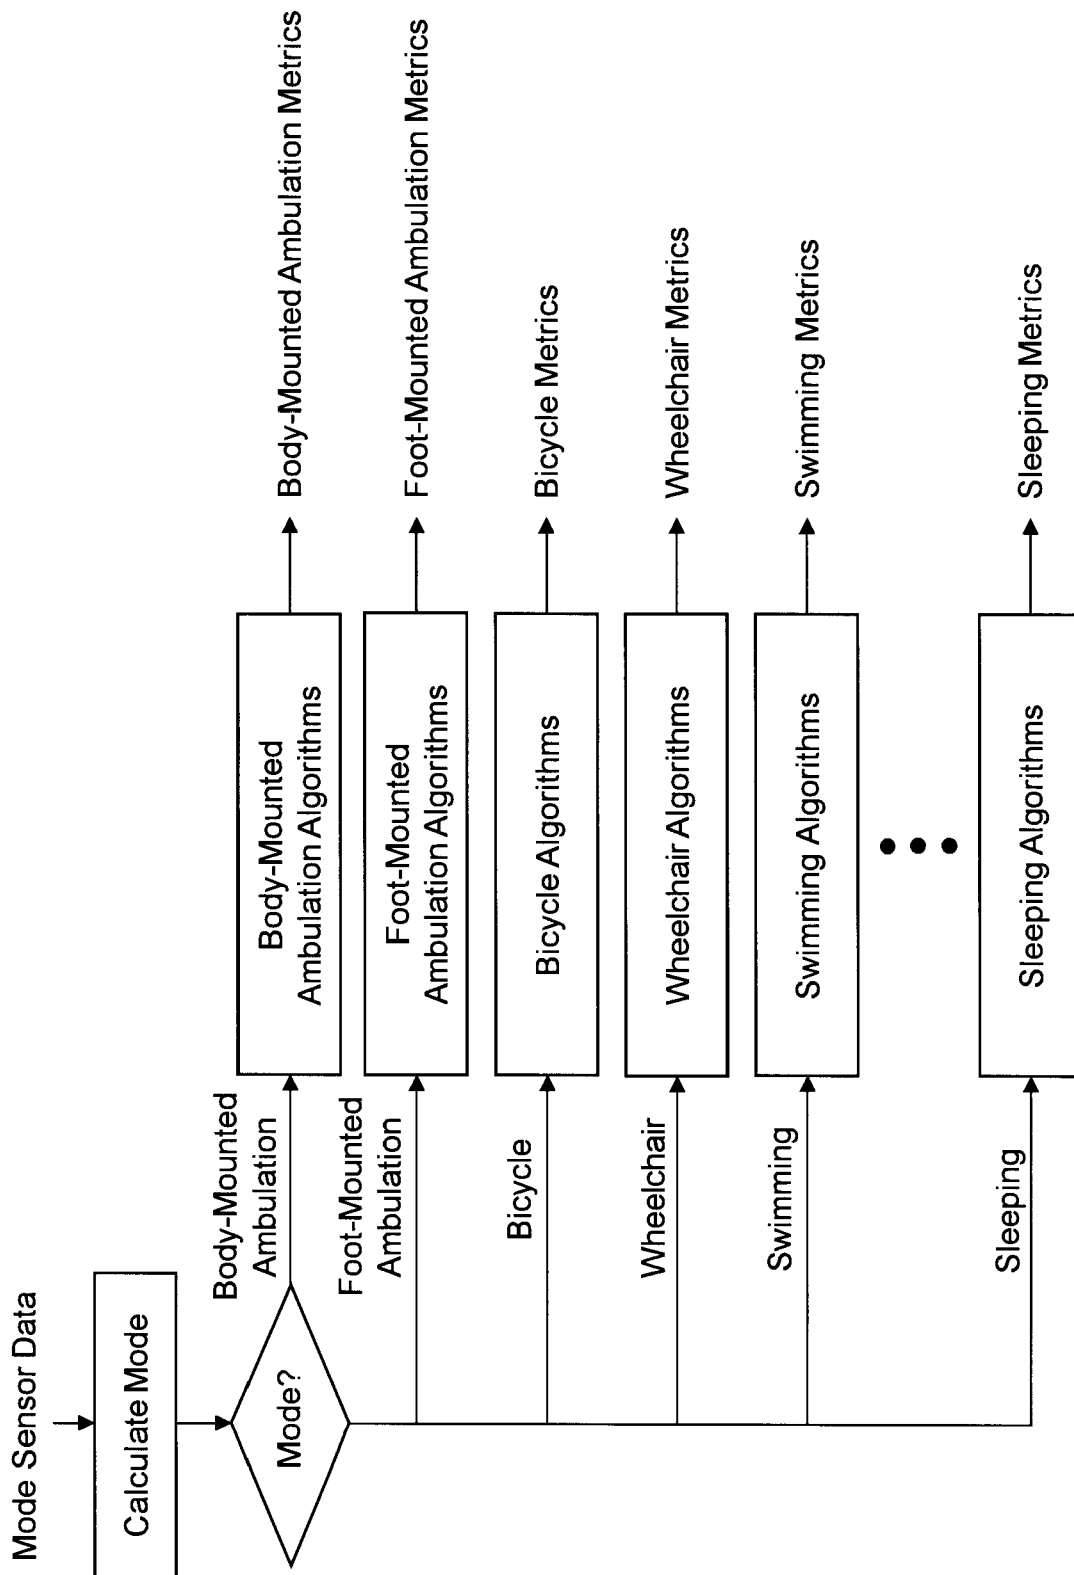 Mode Sensor Data
Calculate Mode
Mode?
Body-Mounted
Ambulation
Body-Mounted
Ambulation Algorithms
Body-Mounted Ambulation Metrics
Foot-Mounted
Ambulation
Foot-Mounted
Ambulation Algorithms
Foot-Mounted Ambulation Metrics
Bicycle
Bicycle Algorithms
Bicycle Metrics
Wheelchair
Wheelchair Algorithms
Wheelchair Metrics
Swimming
Swimming Algorithms
Swimming Metrics
Sleeping
Sleeping Algorithms
Sleeping Metrics